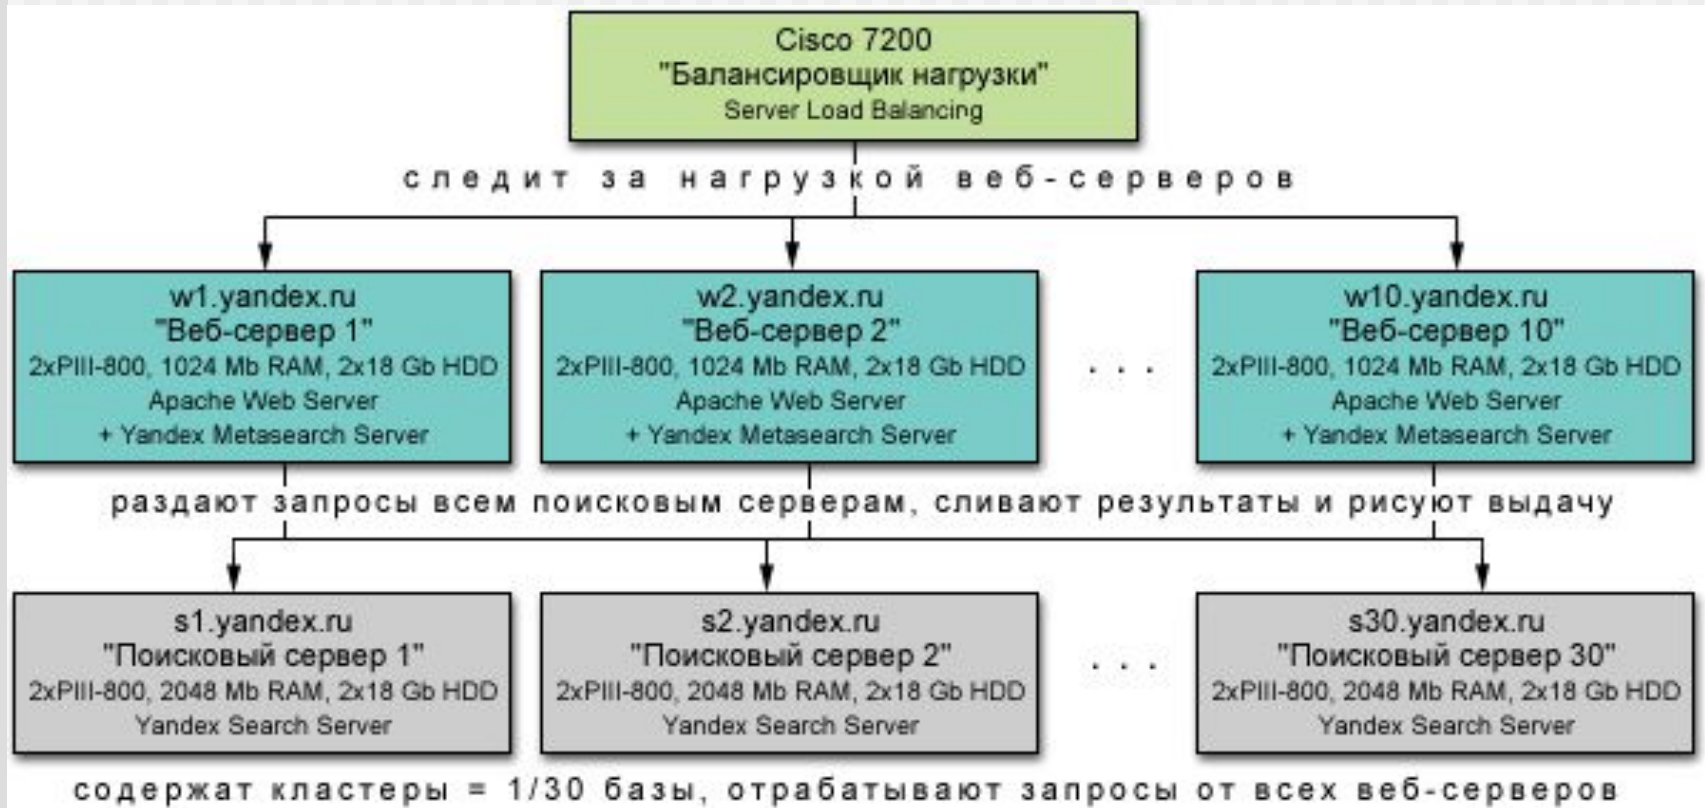 Cisco 7200
"Балансировщик нагрузки"
Server Load Balancing
следит за нагрузкой веб-серверов
w1.yandex.ru
"Веб-сервер 1"
2xPIII-800, 1024 Mb RAM, 2x18 Gb HDD
Apache Web Server
+ Yandex Metasearch Server
w2.yandex.ru
"Веб-сервер 2"
2xPIII-800, 1024 Mb RAM, 2x18 Gb HDD
Apache Web Server
+ Yandex Metasearch Server
. . .
w10.yandex.ru
"Веб-сервер 10"
2xPIII-800, 1024 Mb RAM, 2x18 Gb HDD
Apache Web Server
+ Yandex Metasearch Server
раздают запросы всем поисковым серверам, сливают результаты и рисуют выдачу
s1.yandex.ru
"Поисковый сервер 1"
2xPIII-800, 2048 Mb RAM, 2x18 Gb HDD
Yandex Search Server
s2.yandex.ru
"Поисковый сервер 2"
2xPIII-800, 2048 Mb RAM, 2x18 Gb HDD
Yandex Search Server
. . .
s30.yandex.ru
"Поисковый сервер 30"
2xPIII-800, 2048 Mb RAM, 2x18 Gb HDD
Yandex Search Server
содержат кластеры = 1/30 базы, отрабатывают запросы от всех веб-серверов